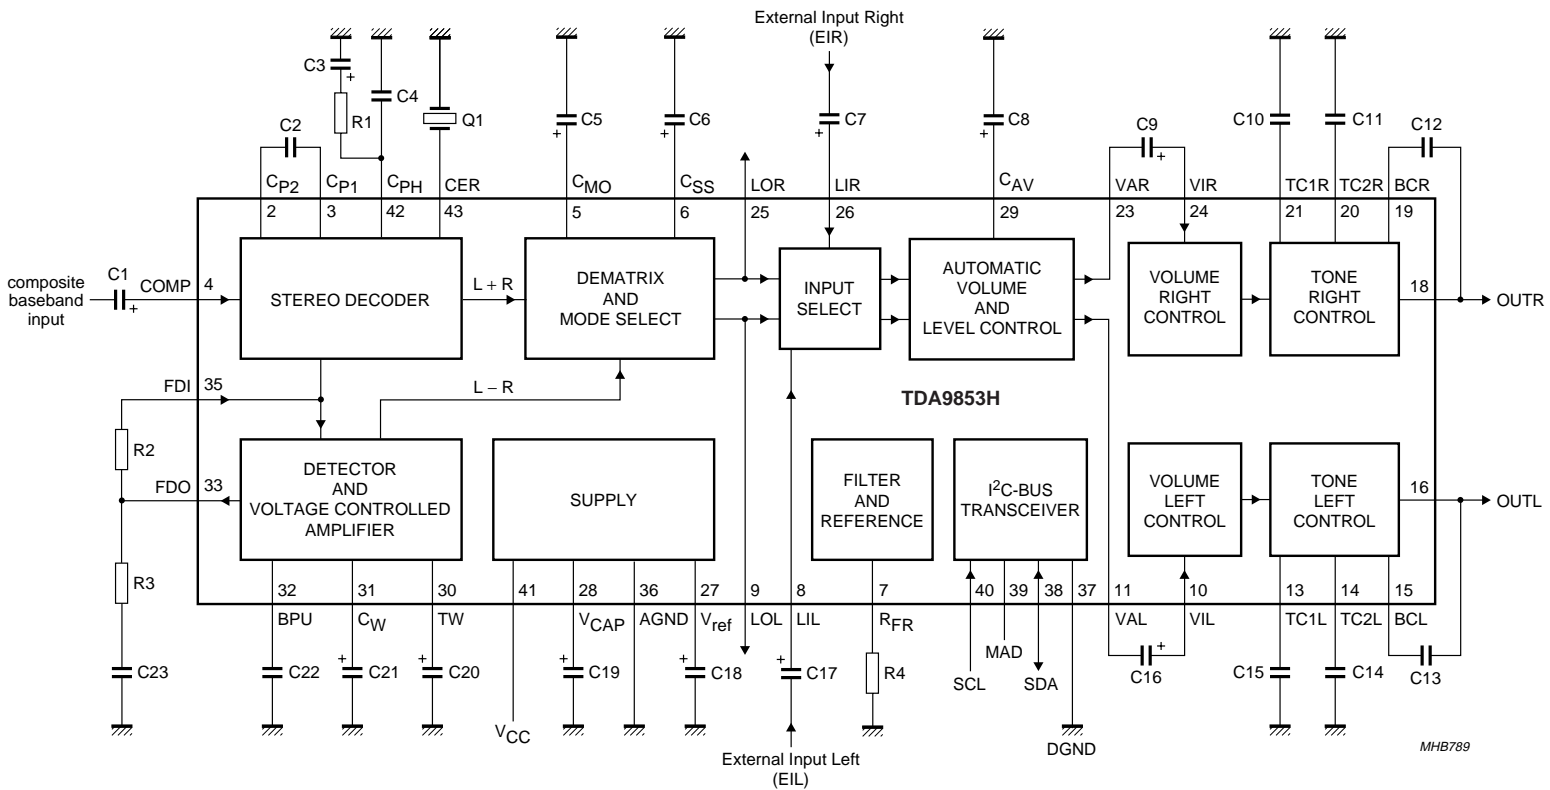 External Input Right
(EIR)
C3
C4
R1
Q1
C2
C5
C6
C7
C8
C9
C10
C11
C12
CP2
CP1
CPH
CER
CMO
CSS
LOR
LIR
CAV
VAR
VIR
TC1R
TC2R
BCR
2
3
42
43
5
6
25
26
29
23
24
21
20
19
composite
baseband
input
C1
COMP
4
STEREO DECODER
L + R
DEMATRIX
AND
MODE SELECT
INPUT
SELECT
AUTOMATIC
VOLUME
AND
LEVEL CONTROL
VOLUME
RIGHT
CONTROL
TONE
RIGHT
CONTROL
18
OUTR
FDI
35
L − R
TDA9853H
R2
FDO
33
DETECTOR
AND
VOLTAGE CONTROLLED
AMPLIFIER
SUPPLY
FILTER
AND
REFERENCE
I2C-BUS
TRANSCEIVER
VOLUME
LEFT
CONTROL
TONE
LEFT
CONTROL
16
OUTL
R3
32
31
30
41
28
36
27
9
8
7
40
39
38
37
11
10
13
14
15
BPU
CW
TW
VCAP
AGND
Vref
LOL
LIL
RFR
VAL
VIL
TC1L
TC2L
BCL
MAD
C23
C22
C21
C20
C19
C18
C17
R4
SCL
SDA
C16
C15
C14
C13
VCC
DGND
External Input Left
(EIL)
MHB789